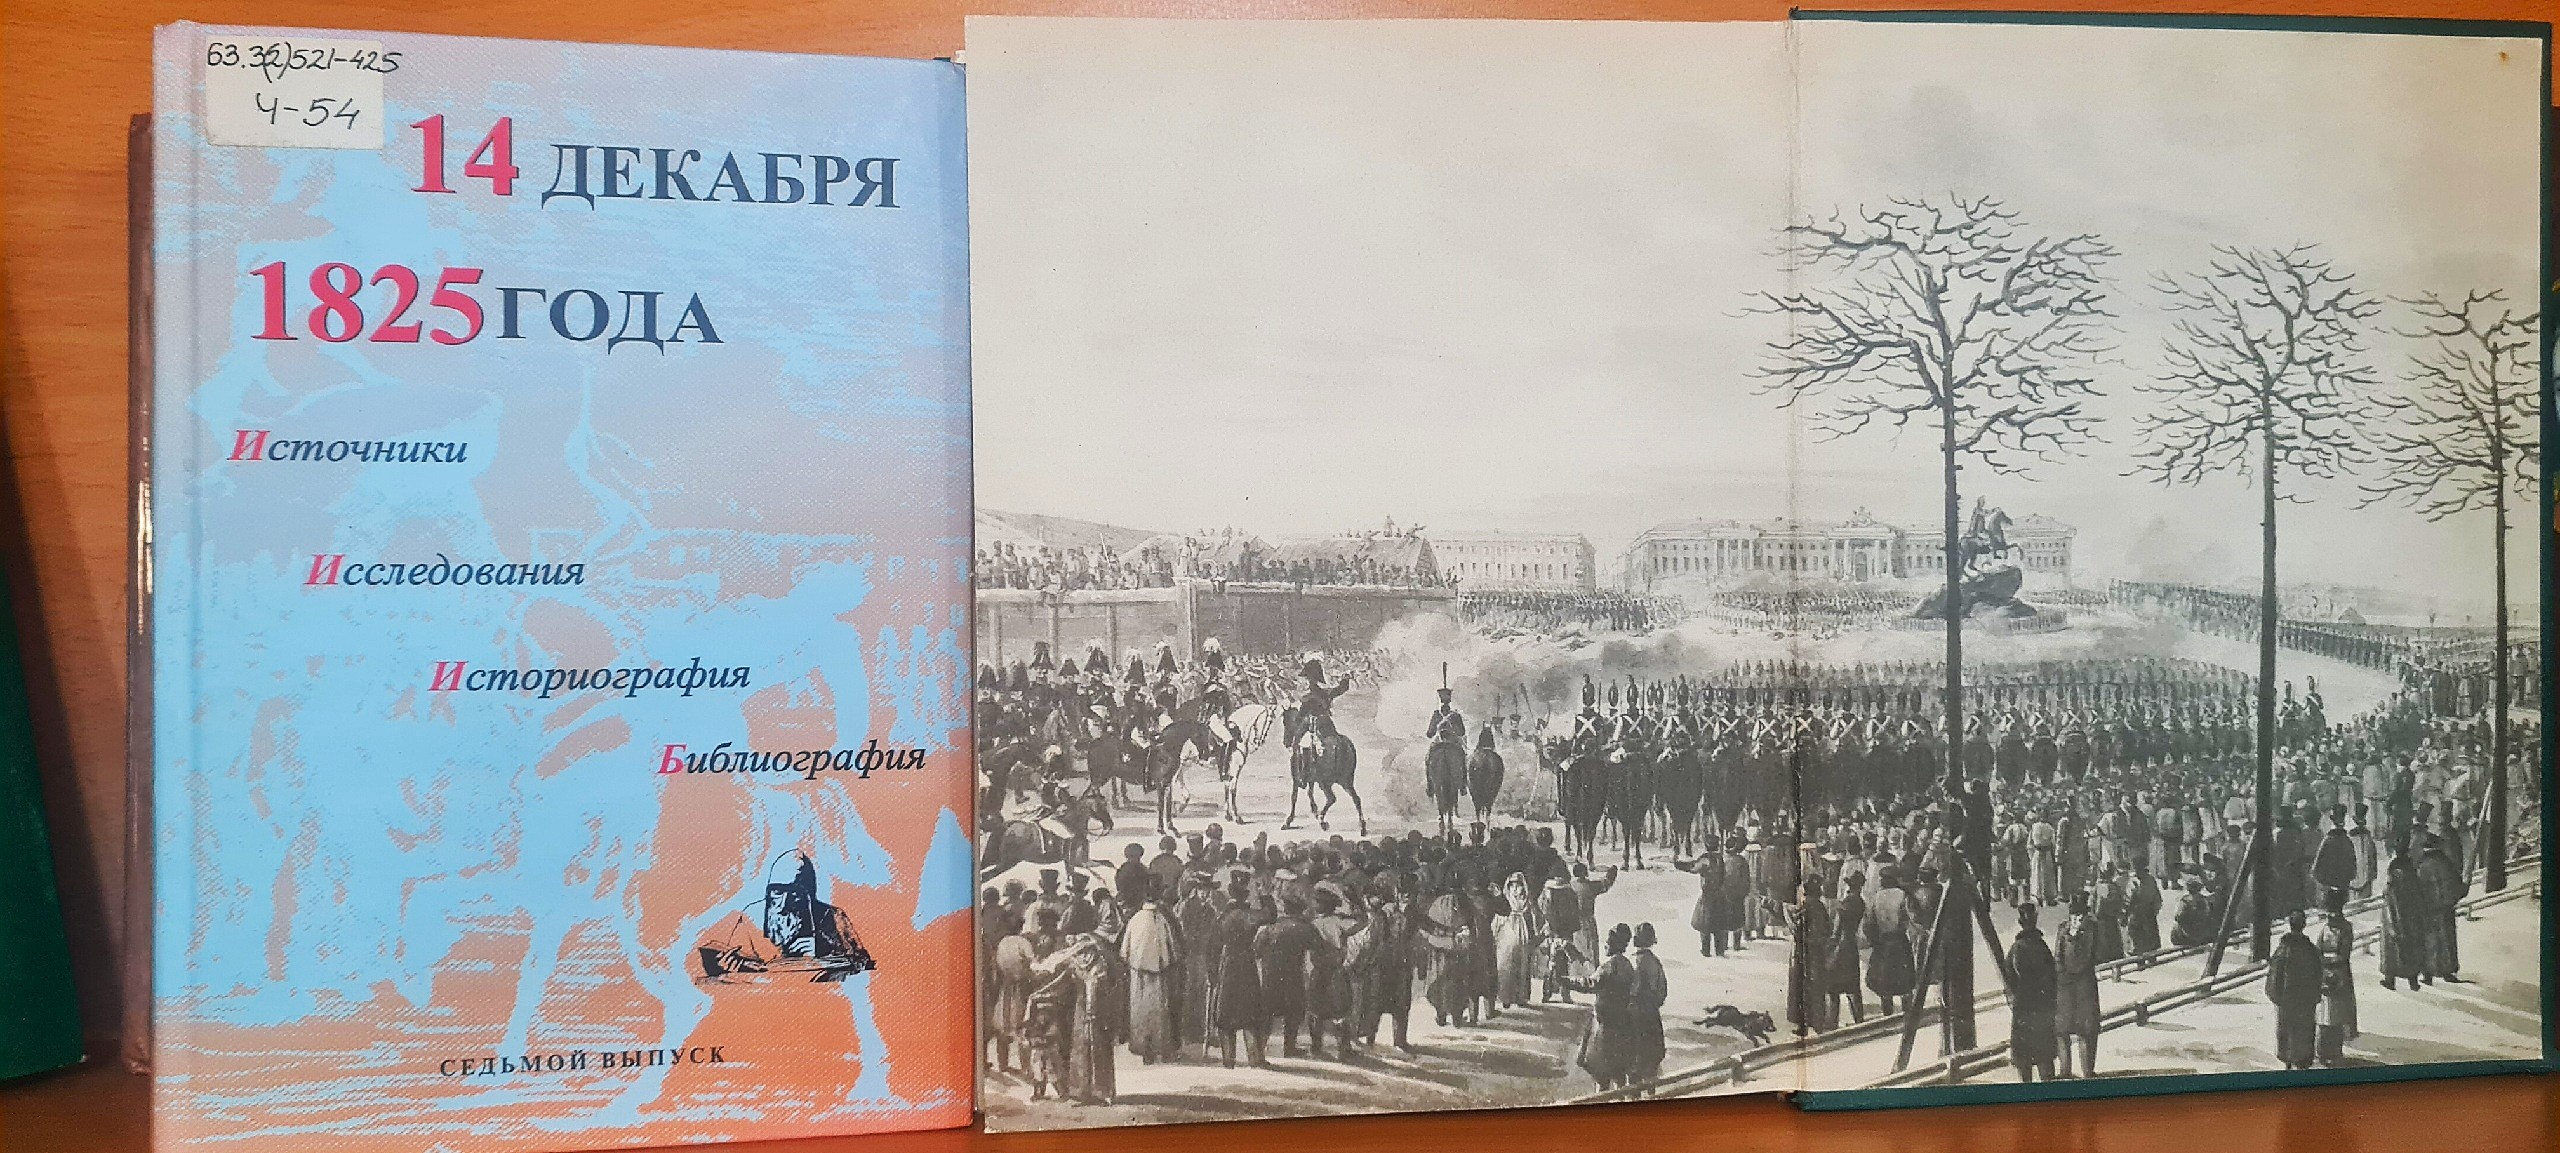 63.3(2)521-425
Ч-54
14 ДЕКАБРЯ
1825 ГОДА
Источники
Исследования
Историография
Библиография
СЕДЬМОЙ ВЫПУСК